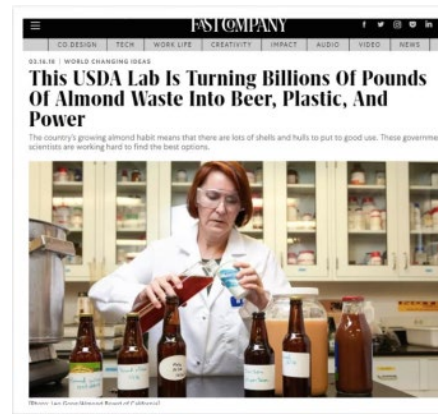 FAST COMPANY
CO.DESIGN TECH WORK LIFE CREATIVITY IMPACT AUDIO VIDEO NEWS
03.16.18 | WORLD CHANGING IDEAS
This USDA Lab Is Turning Billions Of Pounds
Of Almond Waste Into Beer, Plastic, And
Power
The country's growing almond habit means that there are lots of shells and hulls to put to good use. These governme
scientists are working hard to find the best options.